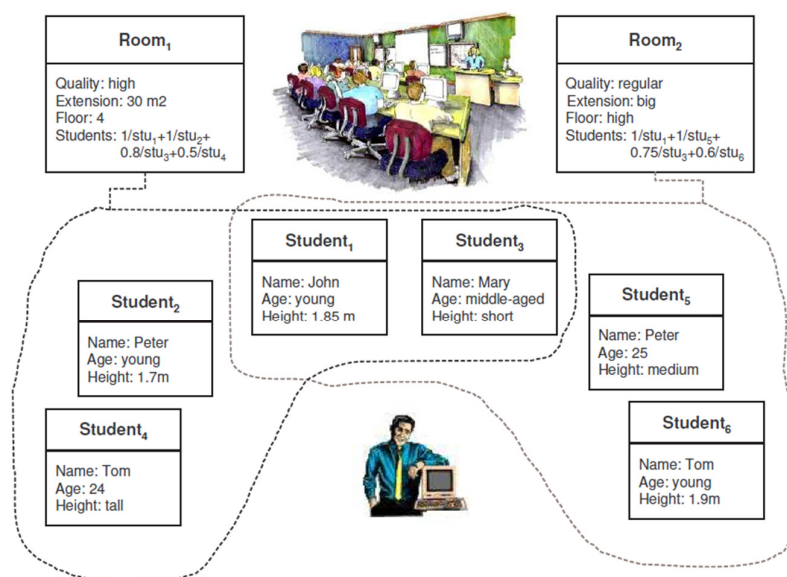 Room₁
Quality: high
Extension: 30 m2
Floor: 4
Students: 1/stu₁+1/stu₂+
0.8/stu₃+0.5/stu₄
Room₂
Quality: regular
Extension: big
Floor: high
Students: 1/stu₁+1/stu₅+
0.75/stu₃+0.6/stu₆
Student₁
Name: John
Age: young
Height: 1.85 m
Student₃
Name: Mary
Age: middle-aged
Height: short
Student₂
Name: Peter
Age: young
Height: 1.7m
Student₅
Name: Peter
Age: 25
Height: medium
Student₄
Name: Tom
Age: 24
Height: tall
Student₆
Name: Tom
Age: young
Height: 1.9m